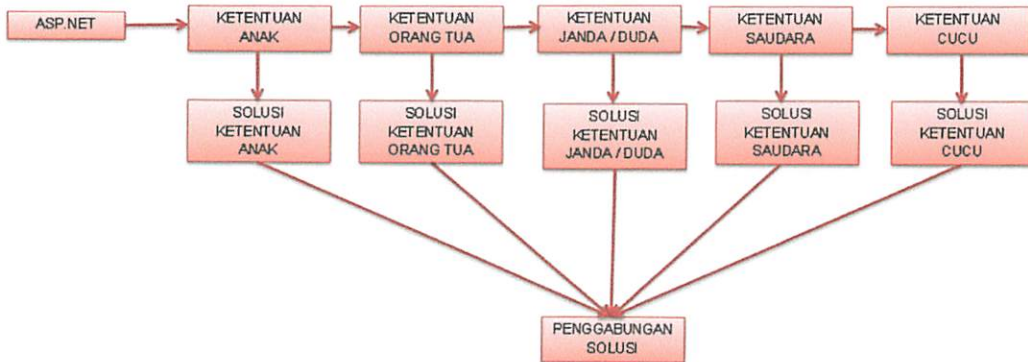 ASP.NET
KETENTUAN
ANAK
KETENTUAN
ORANG TUA
KETENTUAN
JANDA / DUDA
KETENTUAN
SAUDARA
KETENTUAN
CUCU
SOLUSI
KETENTUAN
ANAK
SOLUSI
KETENTUAN
ORANG TUA
SOLUSI
KETENTUAN
JANDA / DUDA
SOLUSI
KETENTUAN
SAUDARA
SOLUSI
KETENTUAN
CUCU
PENGGABUNGAN
SOLUSI